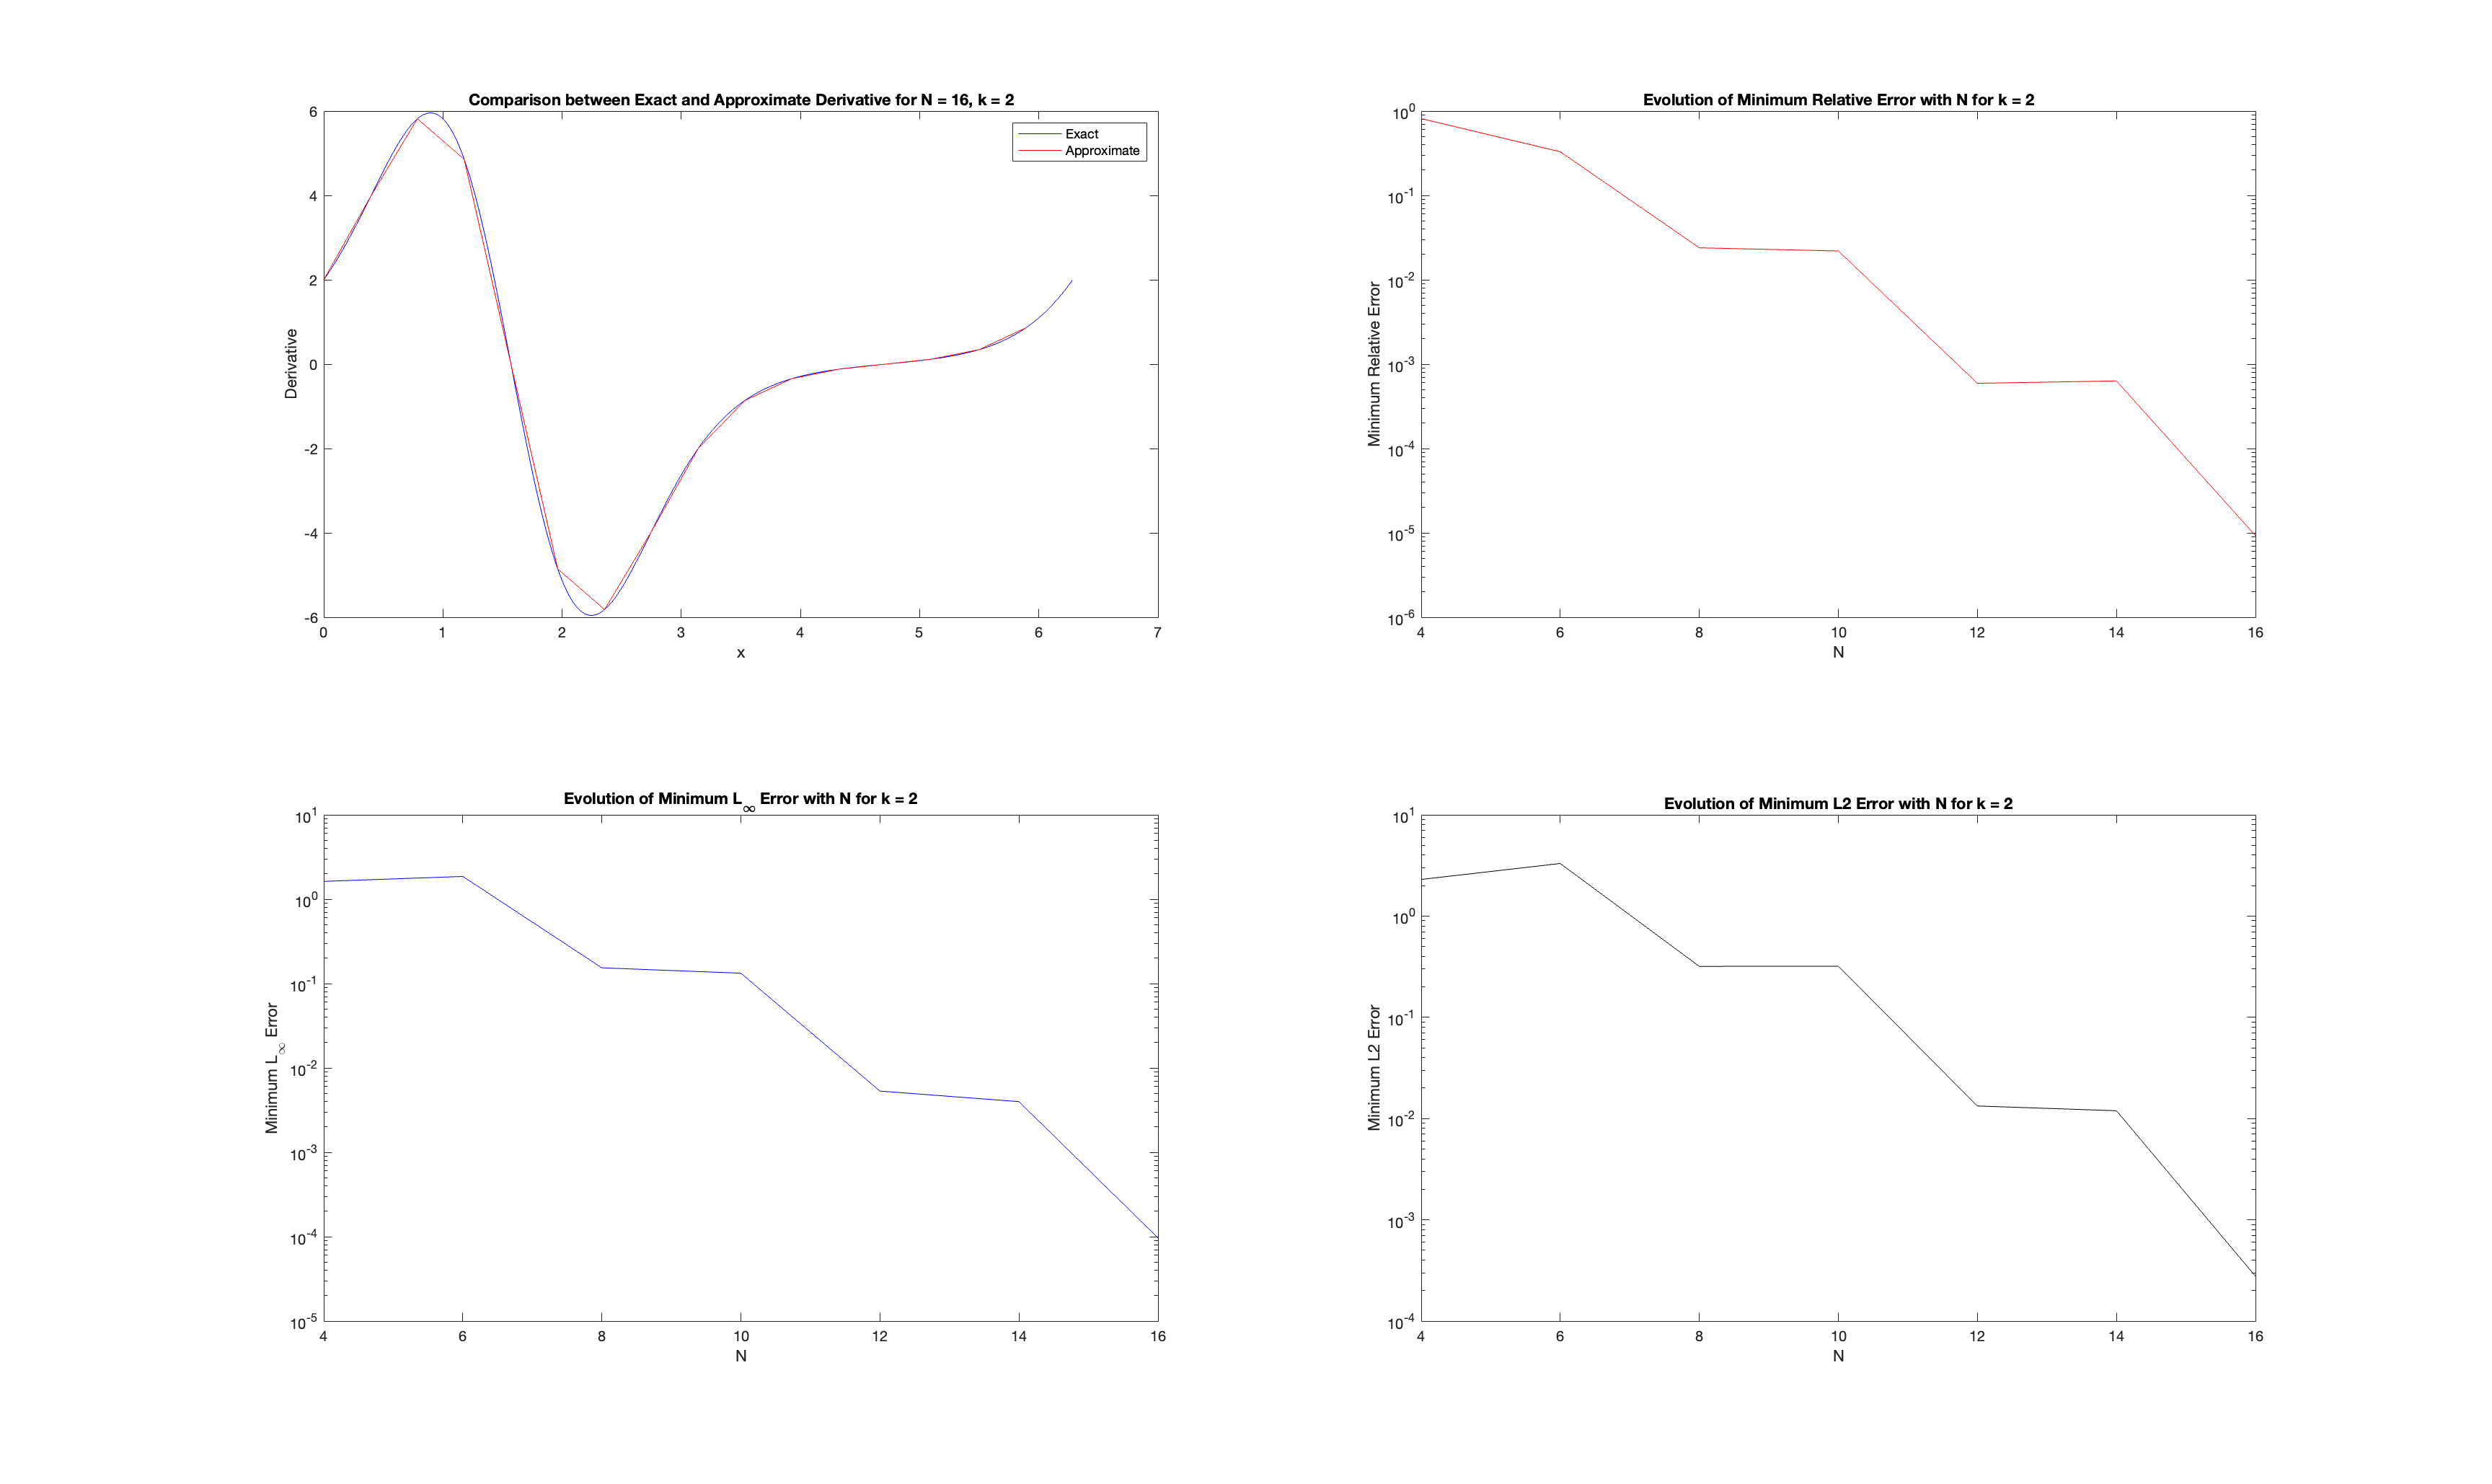 Comparison between Exact and Approximate Derivative for N = 16, k = 2
6
4
2
0
-2
-4
-6
Derivative
0 1 2 3 4 5 6 7
x
Exact
Approximate
Evolution of Minimum Relative Error with N for k = 2
10^0
10^-1
10^-2
10^-3
10^-4
10^-5
10^-6
Minimum Relative Error
4 6 8 10 12 14 16
N
Evolution of Minimum L_∞ Error with N for k = 2
10^1
10^0
10^-1
10^-2
10^-3
10^-4
10^-5
Minimum L_∞ Error
4 6 8 10 12 14 16
N
Evolution of Minimum L2 Error with N for k = 2
10^1
10^0
10^-1
10^-2
10^-3
10^-4
Minimum L2 Error
4 6 8 10 12 14 16
N